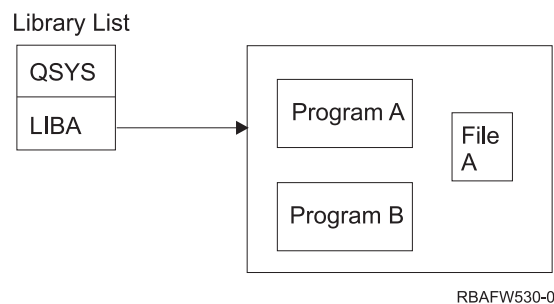 Library List
QSYS
LIBA
Program A
File
A
Program B
RBAFW530-0